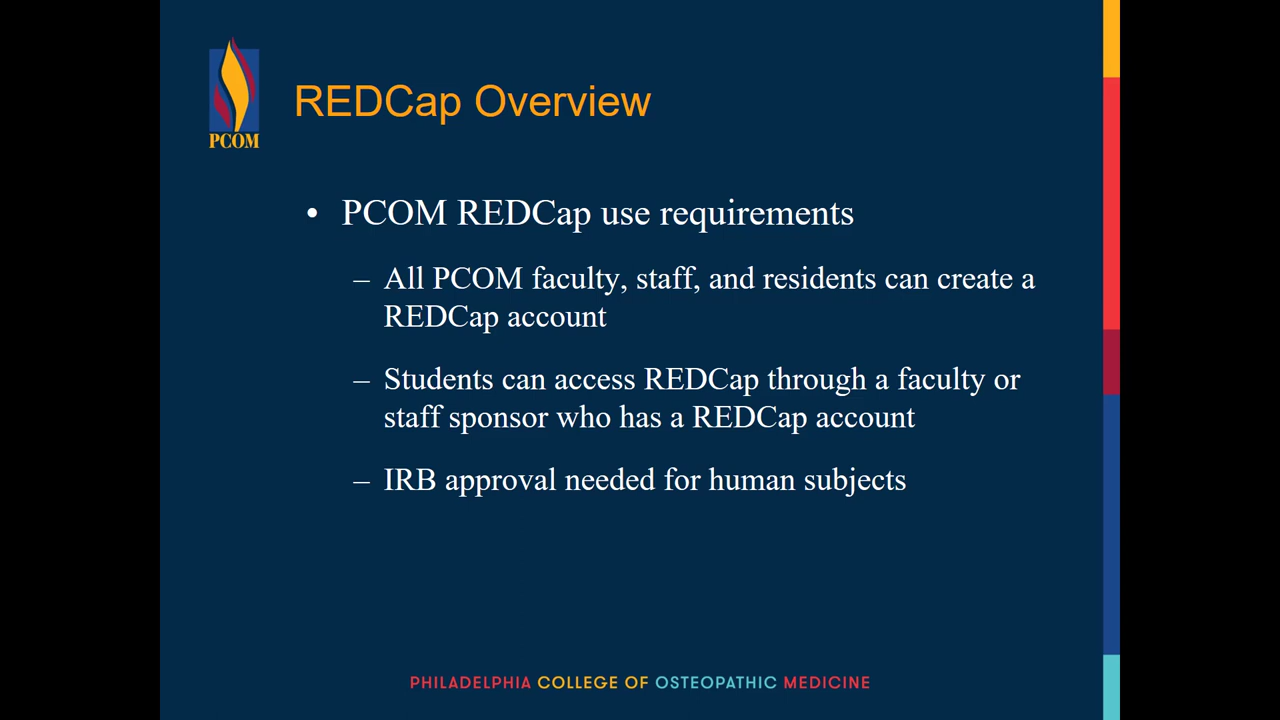 PCOM
REDCap Overview
• PCOM REDCap use requirements
– All PCOM faculty, staff, and residents can create a
REDCap account
– Students can access REDCap through a faculty or
staff sponsor who has a REDCap account
– IRB approval needed for human subjects
PHILADELPHIA COLLEGE OF OSTEOPATHIC MEDICINE